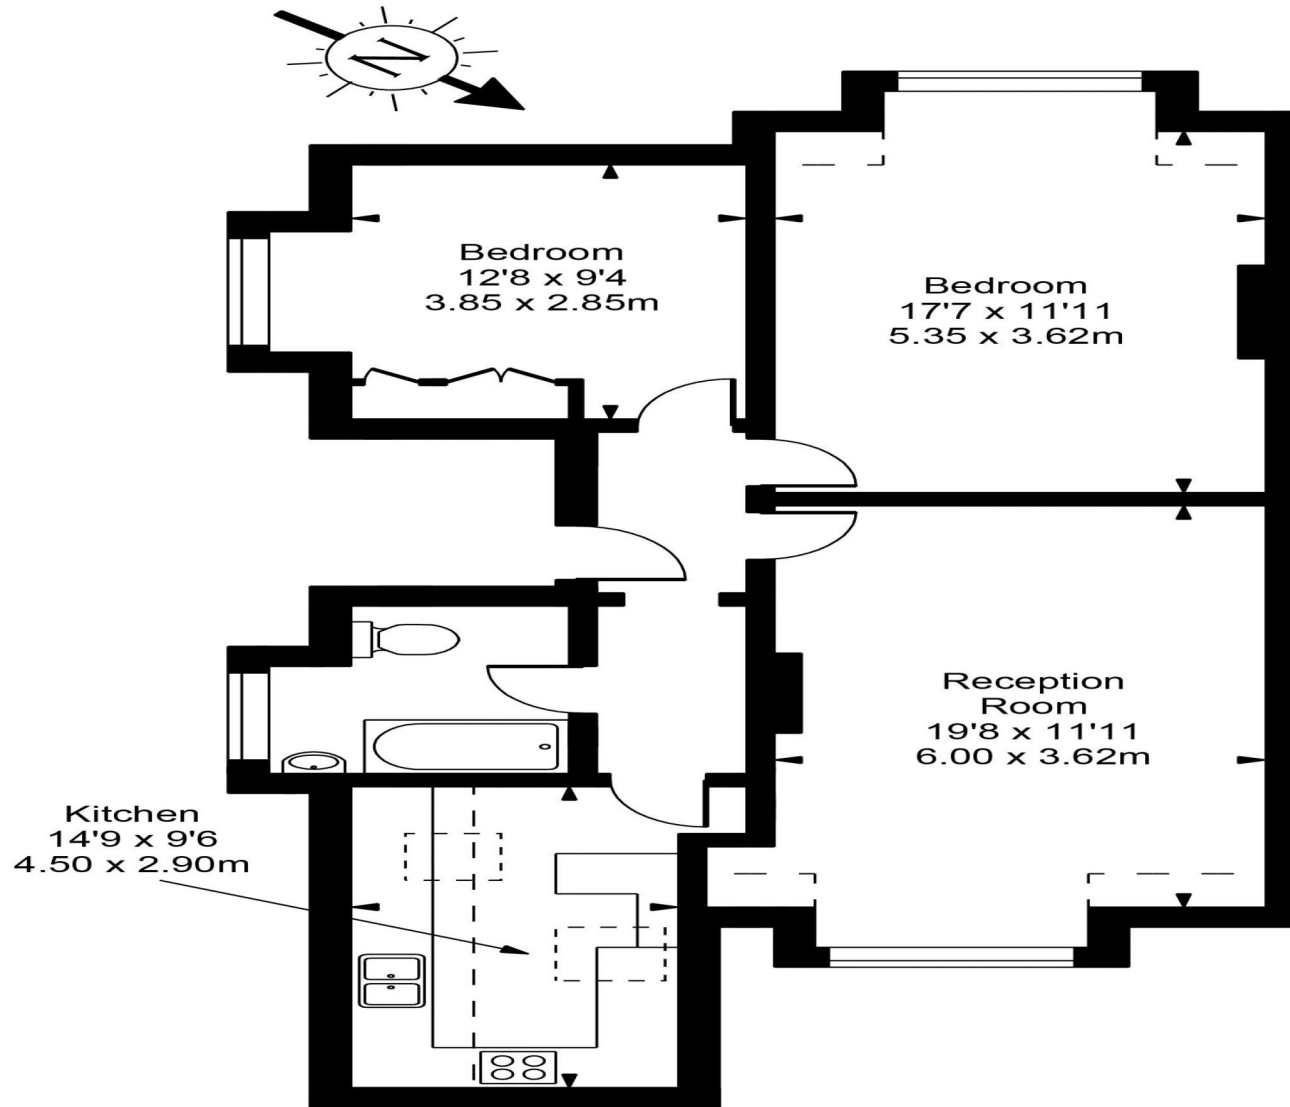 N
Bedroom
12'8 x 9'4
3.85 x 2.85m
Bedroom
17'7 x 11'11
5.35 x 3.62m
Reception
Room
19'8 x 11'11
6.00 x 3.62m
Kitchen
14'9 x 9'6
4.50 x 2.90m